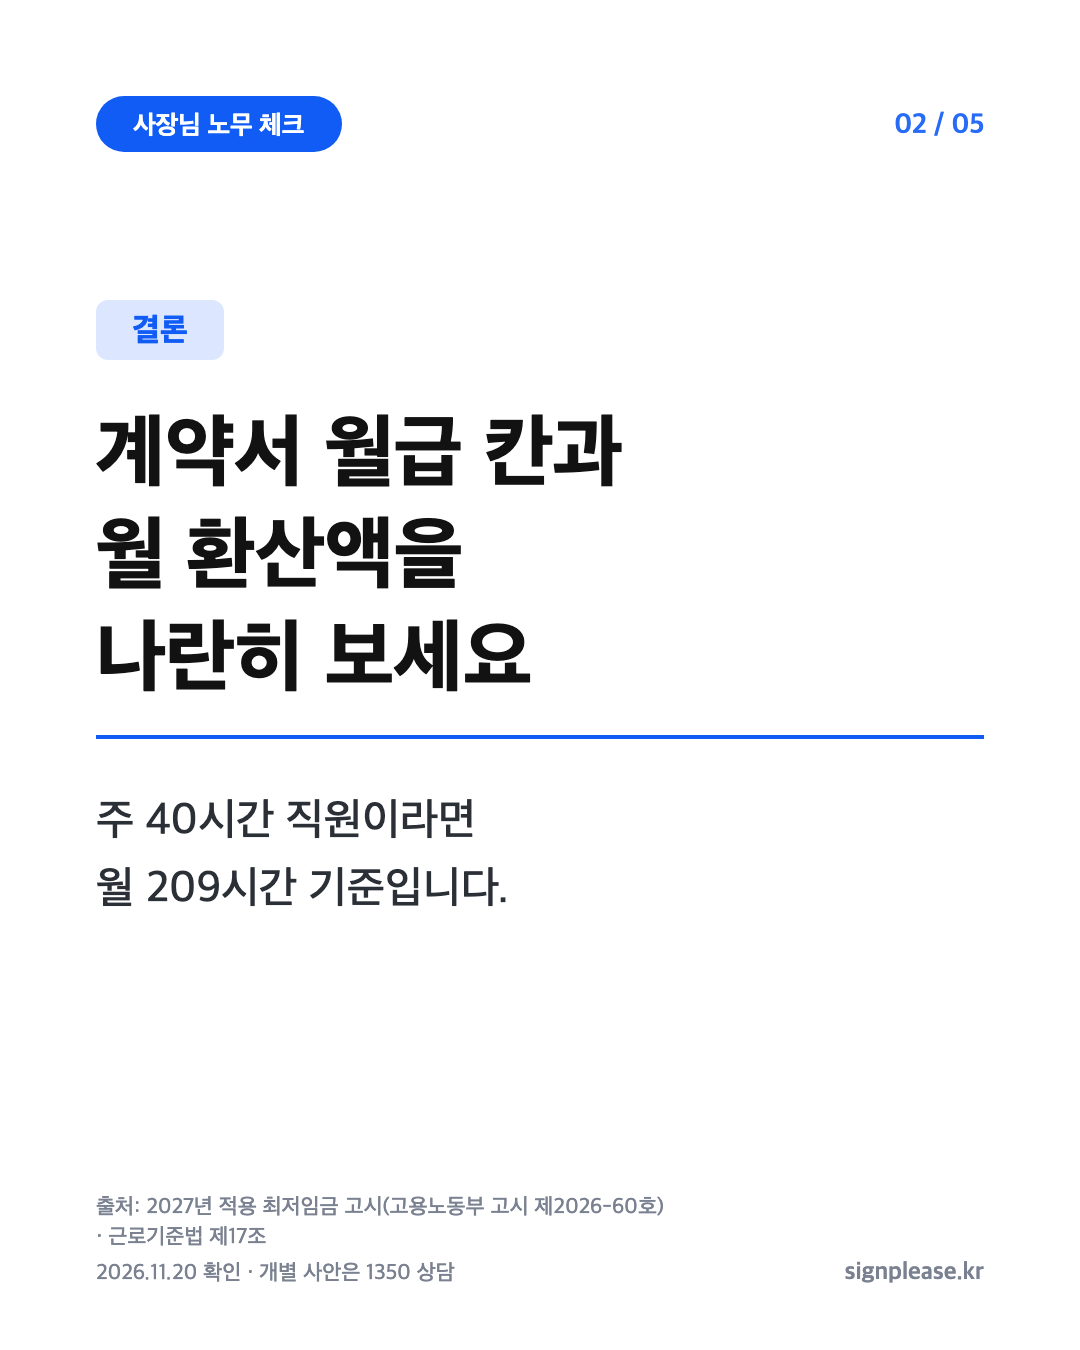 사장님 노무 체크
02 / 05
결론
계약서 월급 칸과
월 환산액을
나란히 보세요
주 40시간 직원이라면
월 209시간 기준입니다.
출처: 2027년 적용 최저임금 고시(고용노동부 고시 제2026-60호)
· 근로기준법 제17조
2026.11.20 확인 · 개별 사안은 1350 상담
signplease.kr